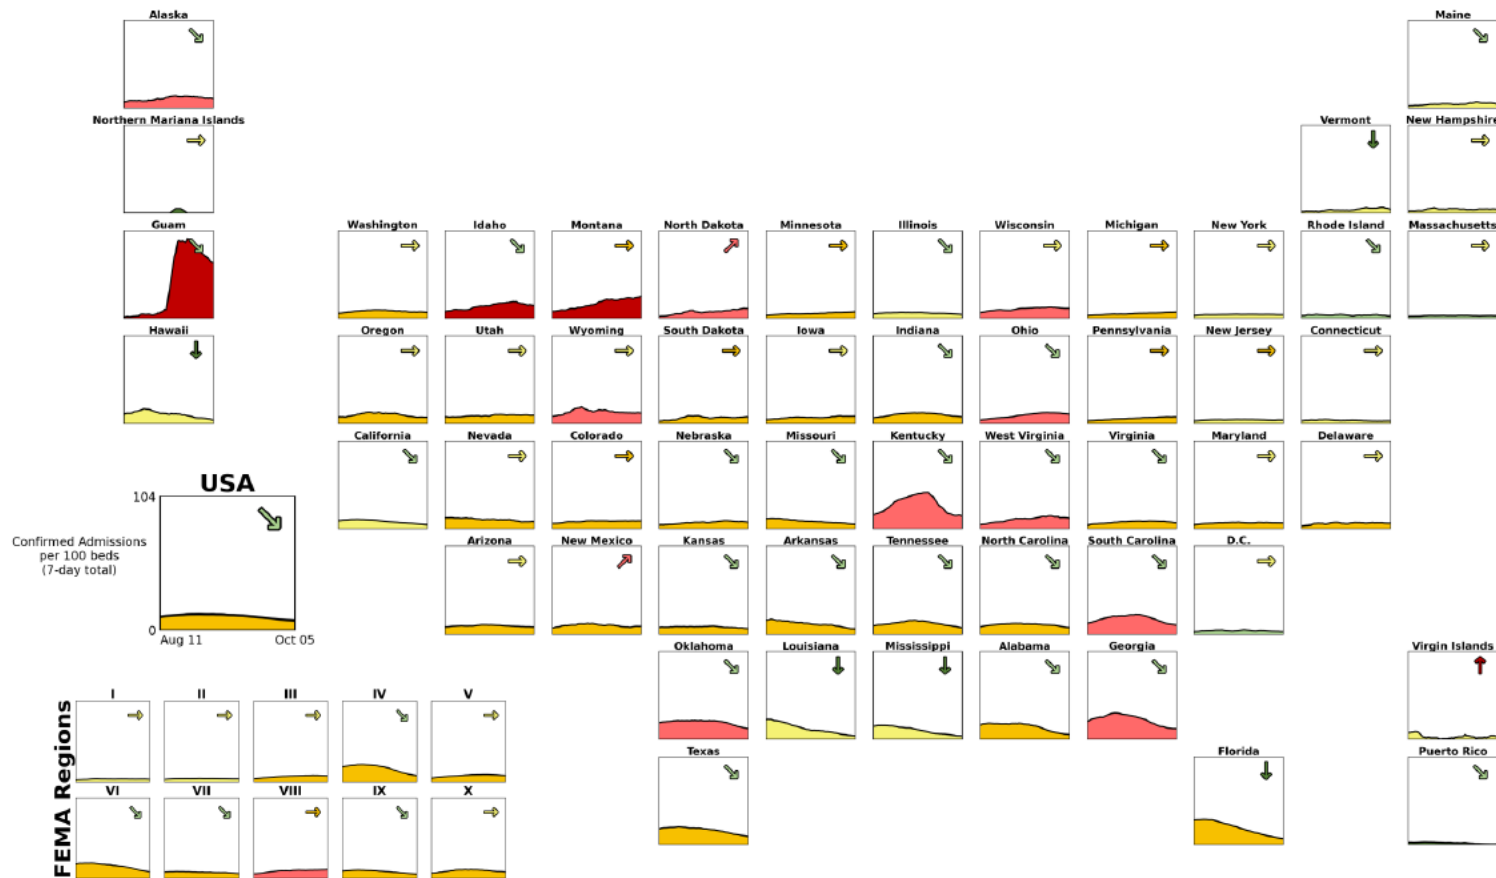 Alaska
Maine
Northern Mariana Islands
Vermont
New Hampshire
Guam
Washington
Idaho
Montana
North Dakota
Minnesota
Illinois
Wisconsin
Michigan
New York
Rhode Island
Massachusetts
Hawaii
Oregon
Utah
Wyoming
South Dakota
Iowa
Indiana
Ohio
Pennsylvania
New Jersey
Connecticut
California
Nevada
Colorado
Nebraska
Missouri
Kentucky
West Virginia
Virginia
Maryland
Delaware
USA
104
Confirmed Admissions
per 100 beds
(7-day total)
0
Aug 11
Oct 05
Arizona
New Mexico
Kansas
Arkansas
Tennessee
North Carolina
South Carolina
D.C.
Oklahoma
Louisiana
Mississippi
Alabama
Georgia
Virgin Islands
FEMA Regions
I
II
III
IV
V
Texas
Florida
Puerto Rico
VI
VII
VIII
IX
X